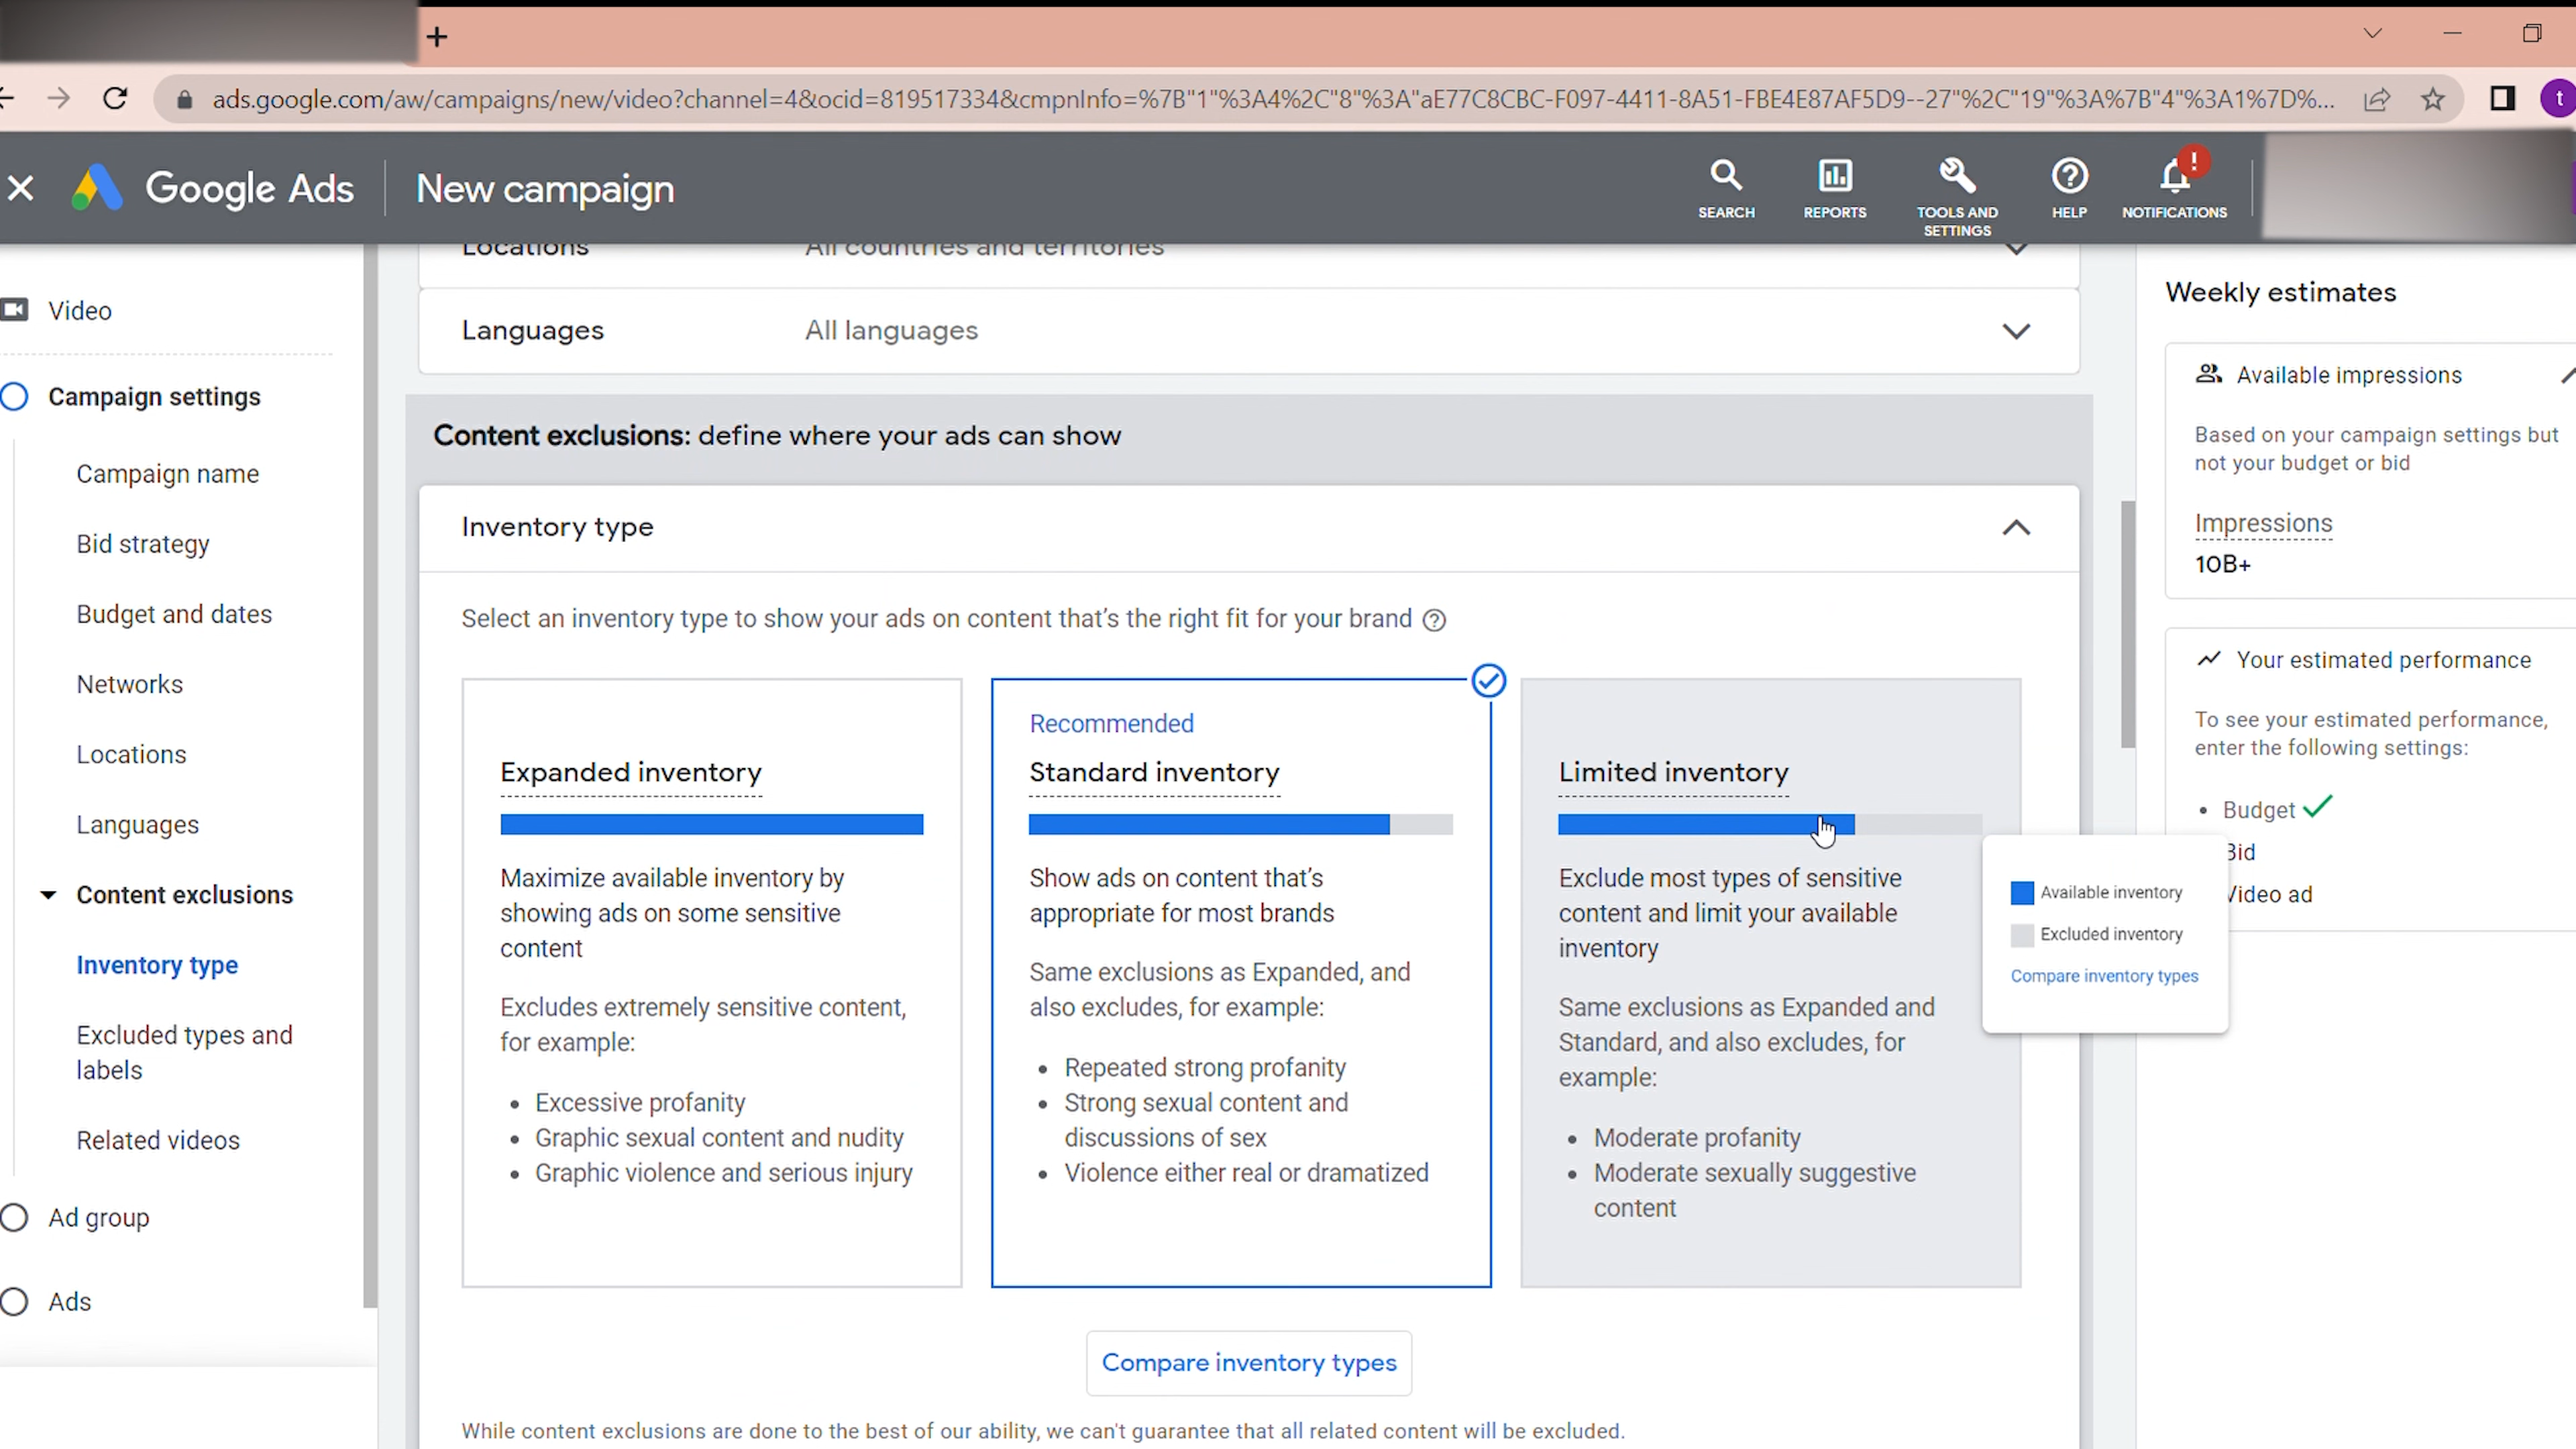 ads.google.com/aw/campaigns/new/video?channel=4&ocid=819517334&cmpnInfo=%7B"1"%3A4%2C"8"%3A"aE77C8CBC-F097-4411-8A51-FBE4E87AF5D9--27"%2C"19"%3A%7B"4"%3A1%7D%...
t
Google Ads
New campaign
SEARCH
REPORTS
TOOLS AND
SETTINGS
HELP
!
NOTIFICATIONS
Video
Campaign settings
Campaign name
Bid strategy
Budget and dates
Networks
Locations
Languages
Content exclusions
Inventory type
Excluded types and
labels
Related videos
Ad group
Ads
Locations All countries and territories
Languages All languages
Content exclusions: define where your ads can show
Inventory type
Select an inventory type to show your ads on content that's the right fit for your brand
Expanded inventory
Maximize available inventory by
showing ads on some sensitive
content
Excludes extremely sensitive content,
for example:
• Excessive profanity
• Graphic sexual content and nudity
• Graphic violence and serious injury
Recommended
Standard inventory
Show ads on content that's
appropriate for most brands
Same exclusions as Expanded, and
also excludes, for example:
• Repeated strong profanity
• Strong sexual content and
discussions of sex
• Violence either real or dramatized
Limited inventory
Exclude most types of sensitive
content and limit your available
inventory
Same exclusions as Expanded and
Standard, and also excludes, for
example:
• Moderate profanity
• Moderate sexually suggestive
content
Compare inventory types
While content exclusions are done to the best of our ability, we can't guarantee that all related content will be excluded.
Weekly estimates
Available impressions
Based on your campaign settings but
not your budget or bid
Impressions
10B+
Your estimated performance
To see your estimated performance,
enter the following settings:
• Budget
Bid
Video ad
Available inventory
Excluded inventory
Compare inventory types